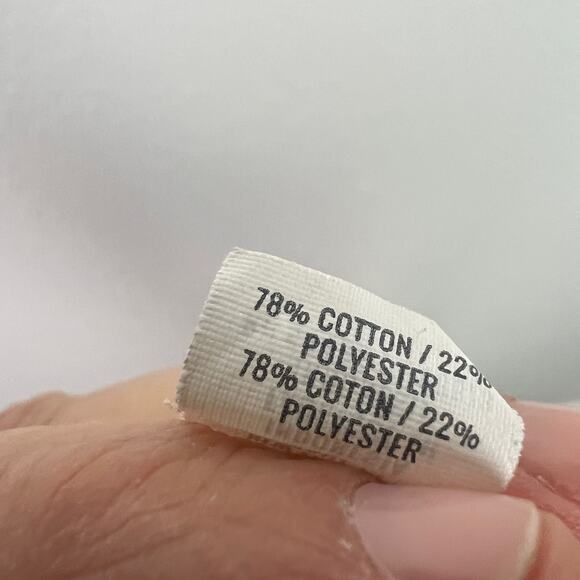 78% COTTON / 22%
POLYESTER
78% COTON / 22%
POLYESTER